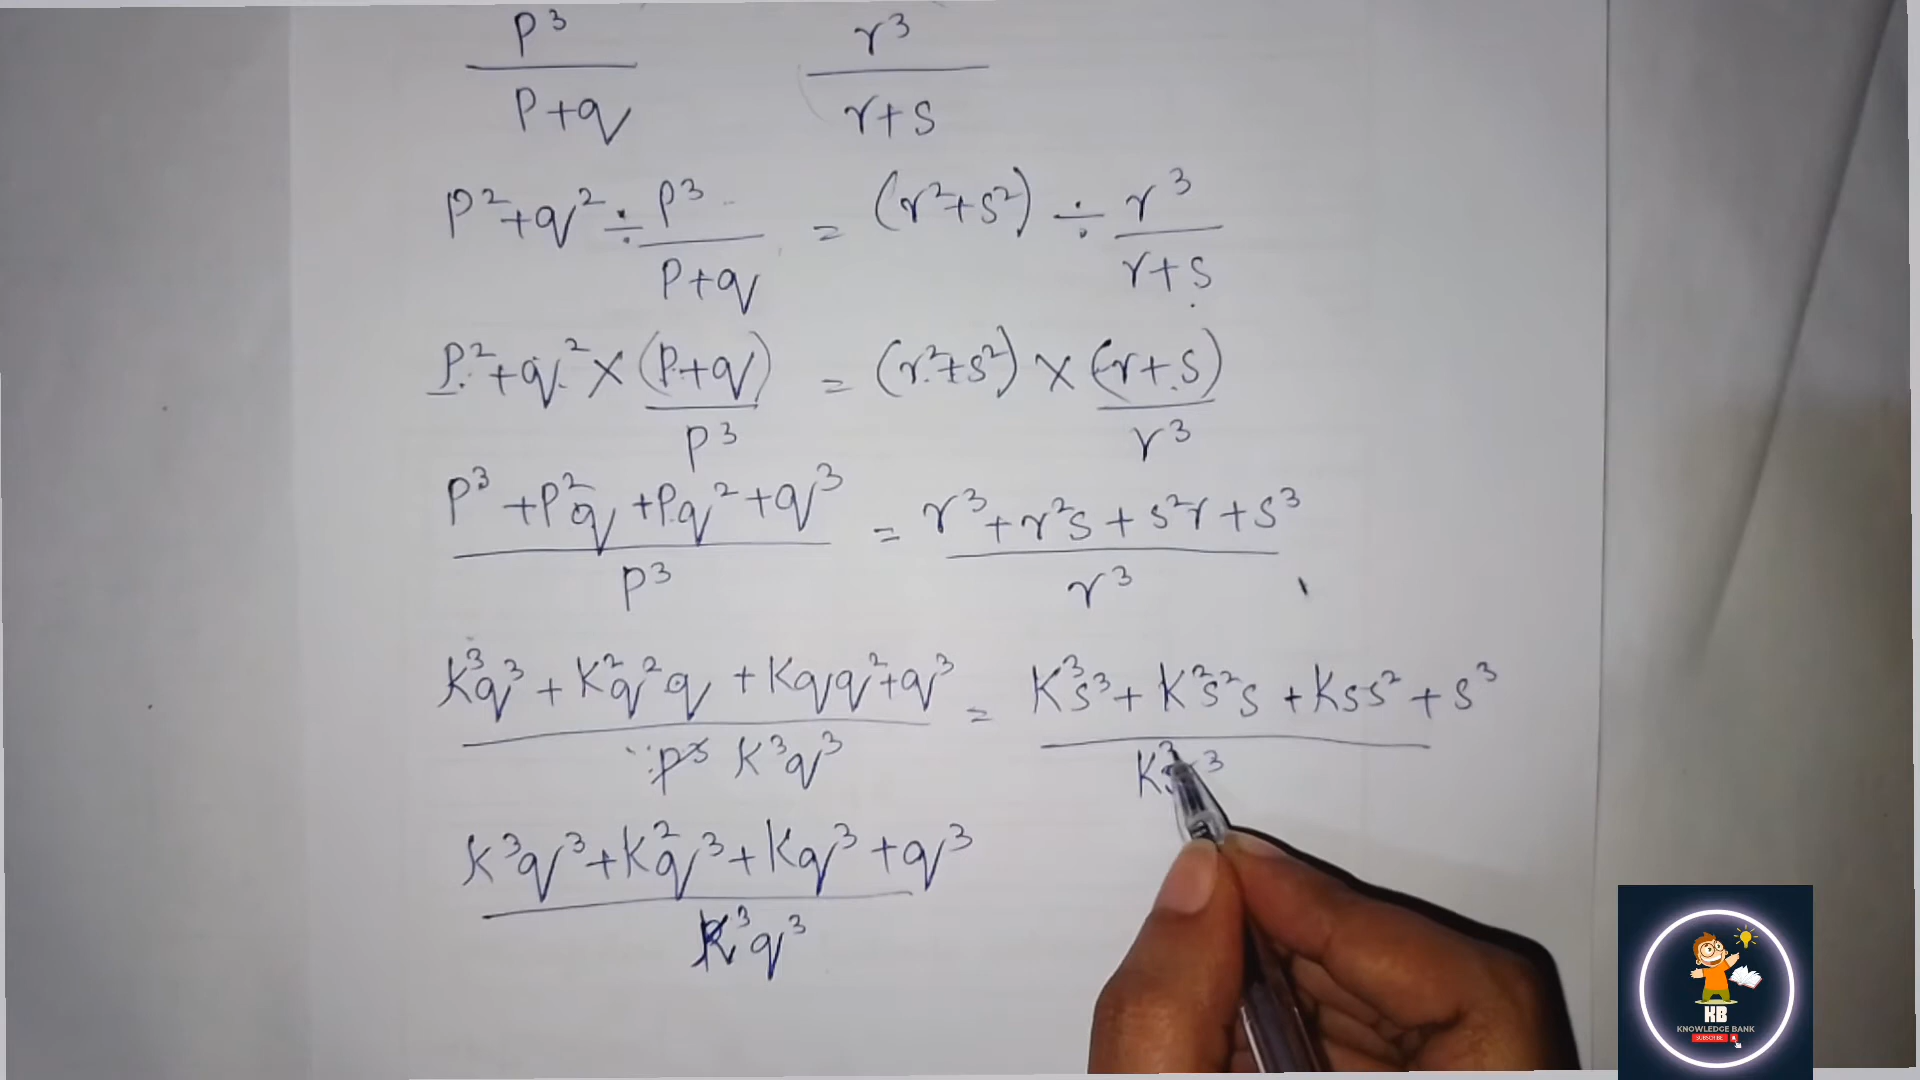 P³/P+q r³/r+s
P²+q² ÷ P³/P+q = (r²+s²) ÷ r³/r+s
P²+q² × (P+q)/P³ = (r²+s²) × (r+s)/r³
P³+P²q+Pq²+q³/P³ = r³+r²s+s²r+s³/r³
K³q³+K²q²q+Kqq²+q³/K³q³ = K³s³+K²s²s+Kss²+s³/K³s³
K³q³+K²q³+Kq³+q³/K³q³
KB
KNOWLEDGE BANK
SUBSCRIBE